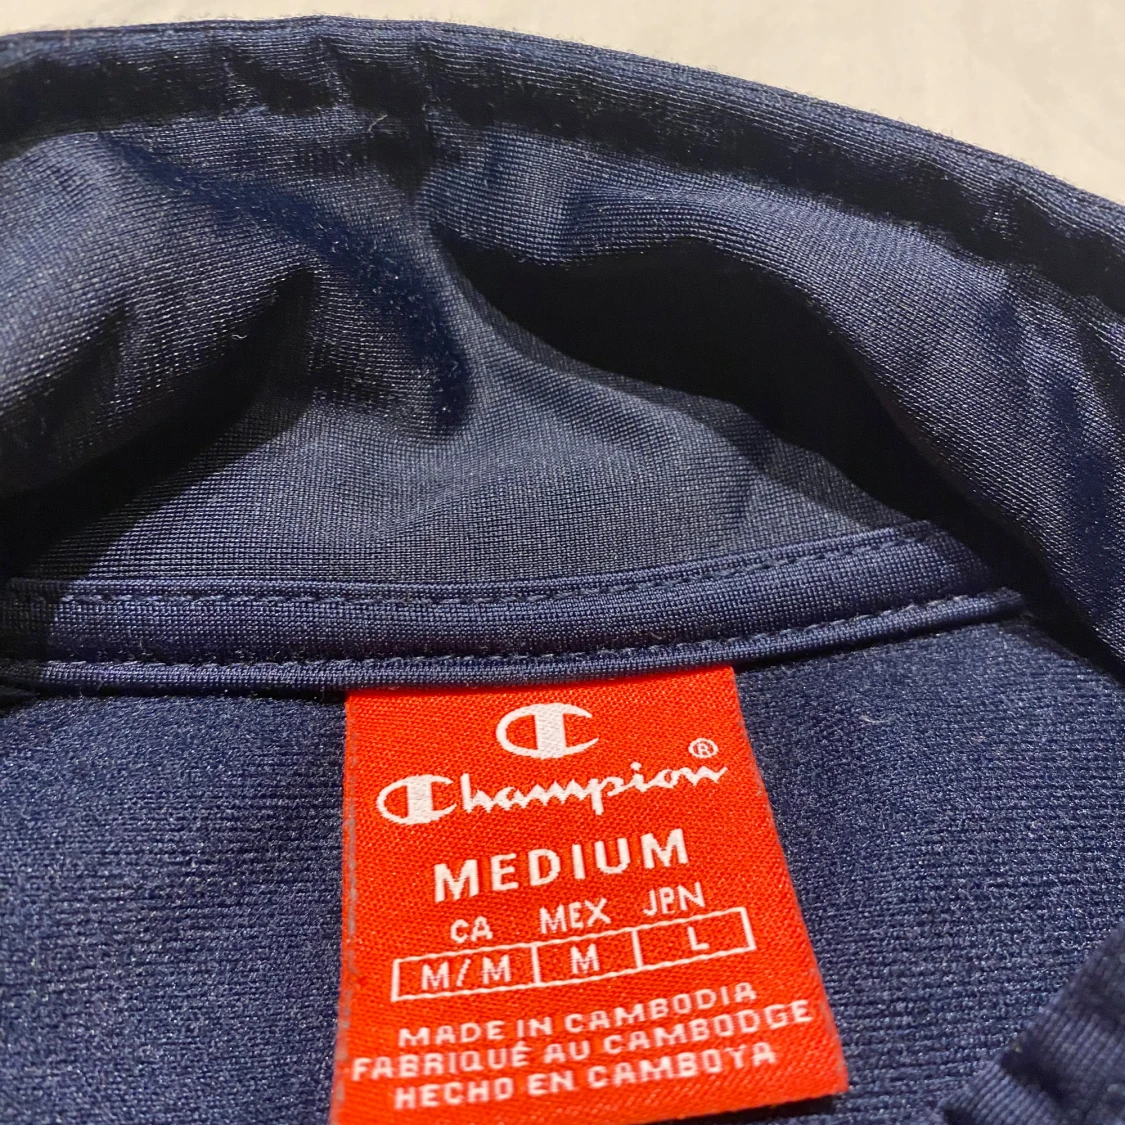 Champion®
MEDIUM
CA MEX JPN
M/M M L
MADE IN CAMBODIA
FABRIQUÉ AU CAMBODGE
HECHO EN CAMBOYA